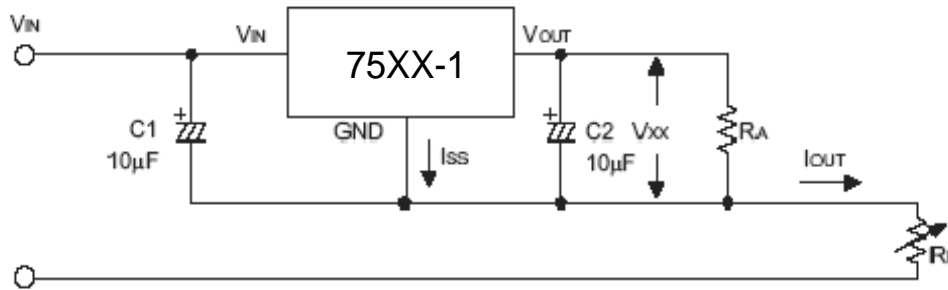 VIN
VIN
75XX-1
VOUT
C1
10μF
GND
ISS
C2
10μF
VXX
RA
IOUT